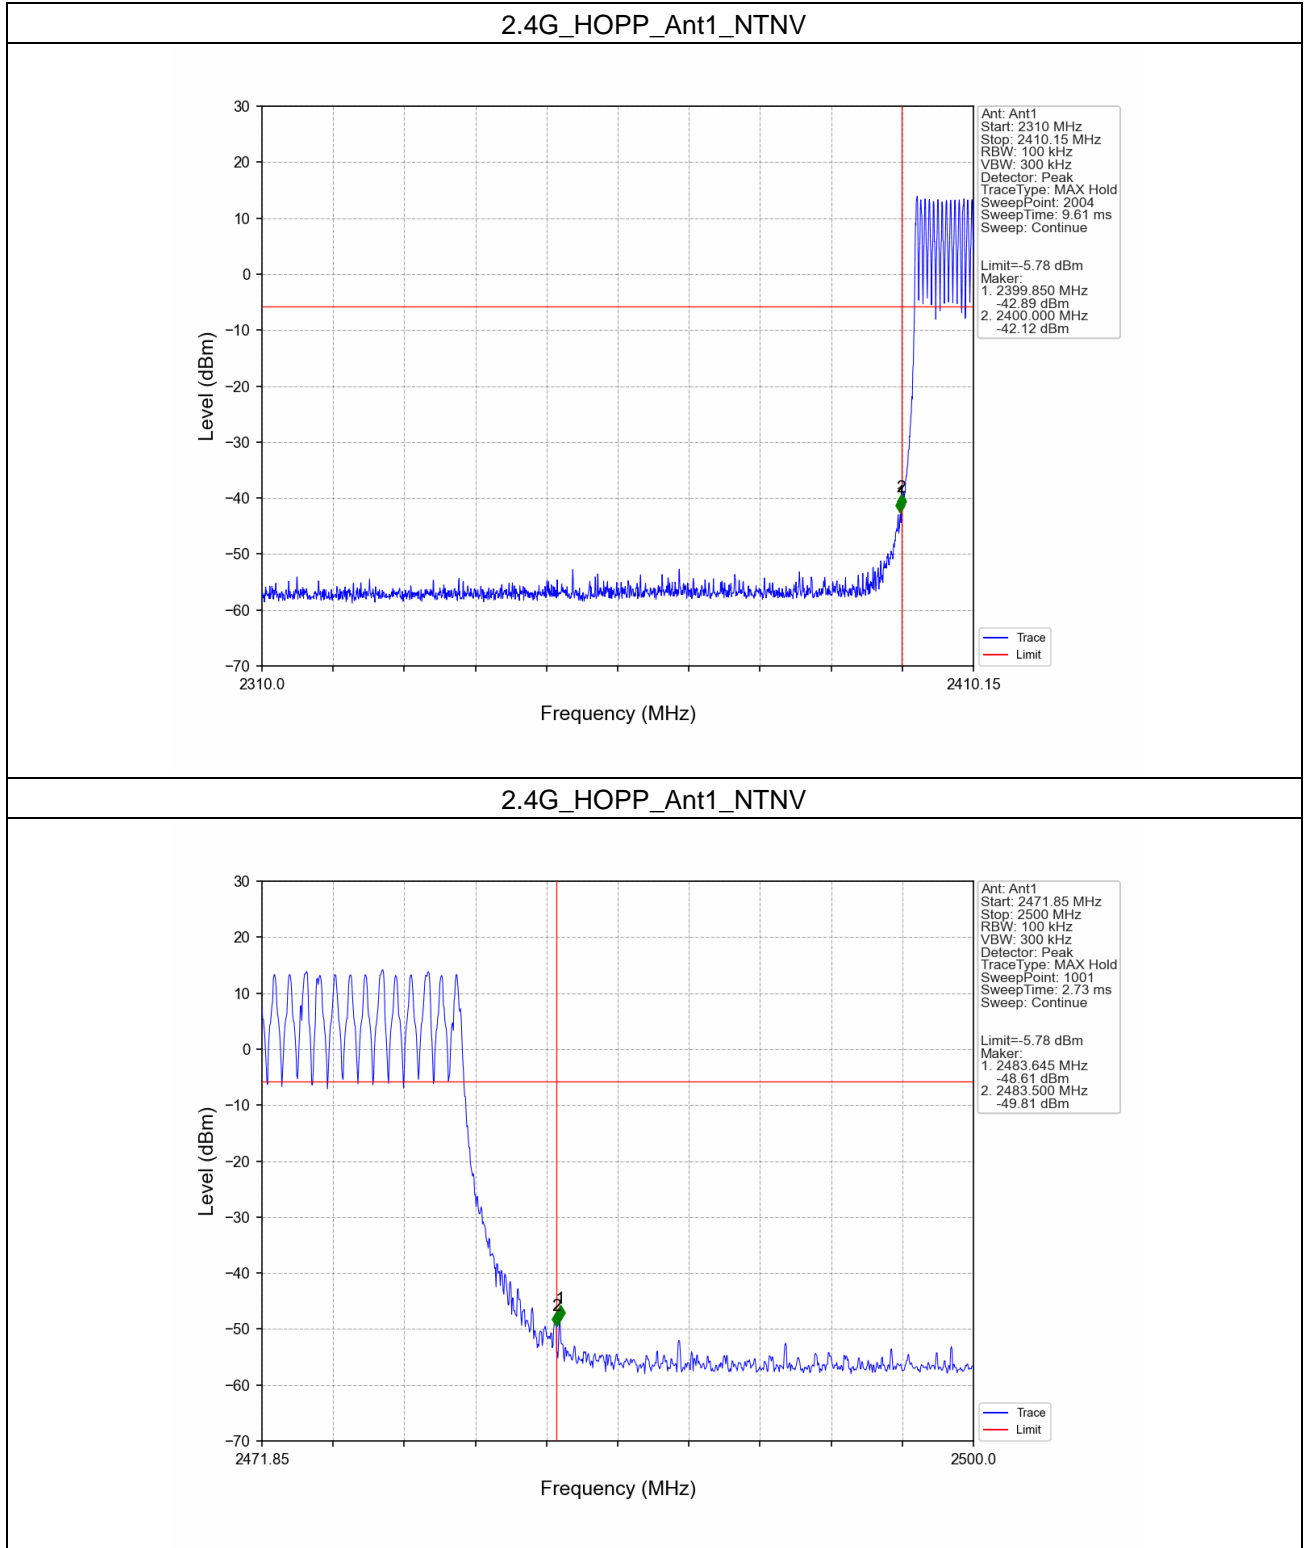 2.4G_HOPP_Ant1_NTNV
30
20
10
0
−10
−20
−30
−40
−50
−60
−70
Level (dBm)
2310.0
2410.15
Frequency (MHz)
2
1
Ant: Ant1
Start: 2310 MHz
Stop: 2410.15 MHz
RBW: 100 kHz
VBW: 300 kHz
Detector: Peak
TraceType: MAX Hold
SweepPoint: 2004
SweepTime: 9.61 ms
Sweep: Continue
Limit=-5.78 dBm
Maker:
1. 2399.850 MHz
-42.89 dBm
2. 2400.000 MHz
-42.12 dBm
Trace
Limit
2.4G_HOPP_Ant1_NTNV
30
20
10
0
−10
−20
−30
−40
−50
−60
−70
Level (dBm)
2471.85
2500.0
Frequency (MHz)
1
2
Ant: Ant1
Start: 2471.85 MHz
Stop: 2500 MHz
RBW: 100 kHz
VBW: 300 kHz
Detector: Peak
TraceType: MAX Hold
SweepPoint: 1001
SweepTime: 2.73 ms
Sweep: Continue
Limit=-5.78 dBm
Maker:
1. 2483.645 MHz
-48.61 dBm
2. 2483.500 MHz
-49.81 dBm
Trace
Limit